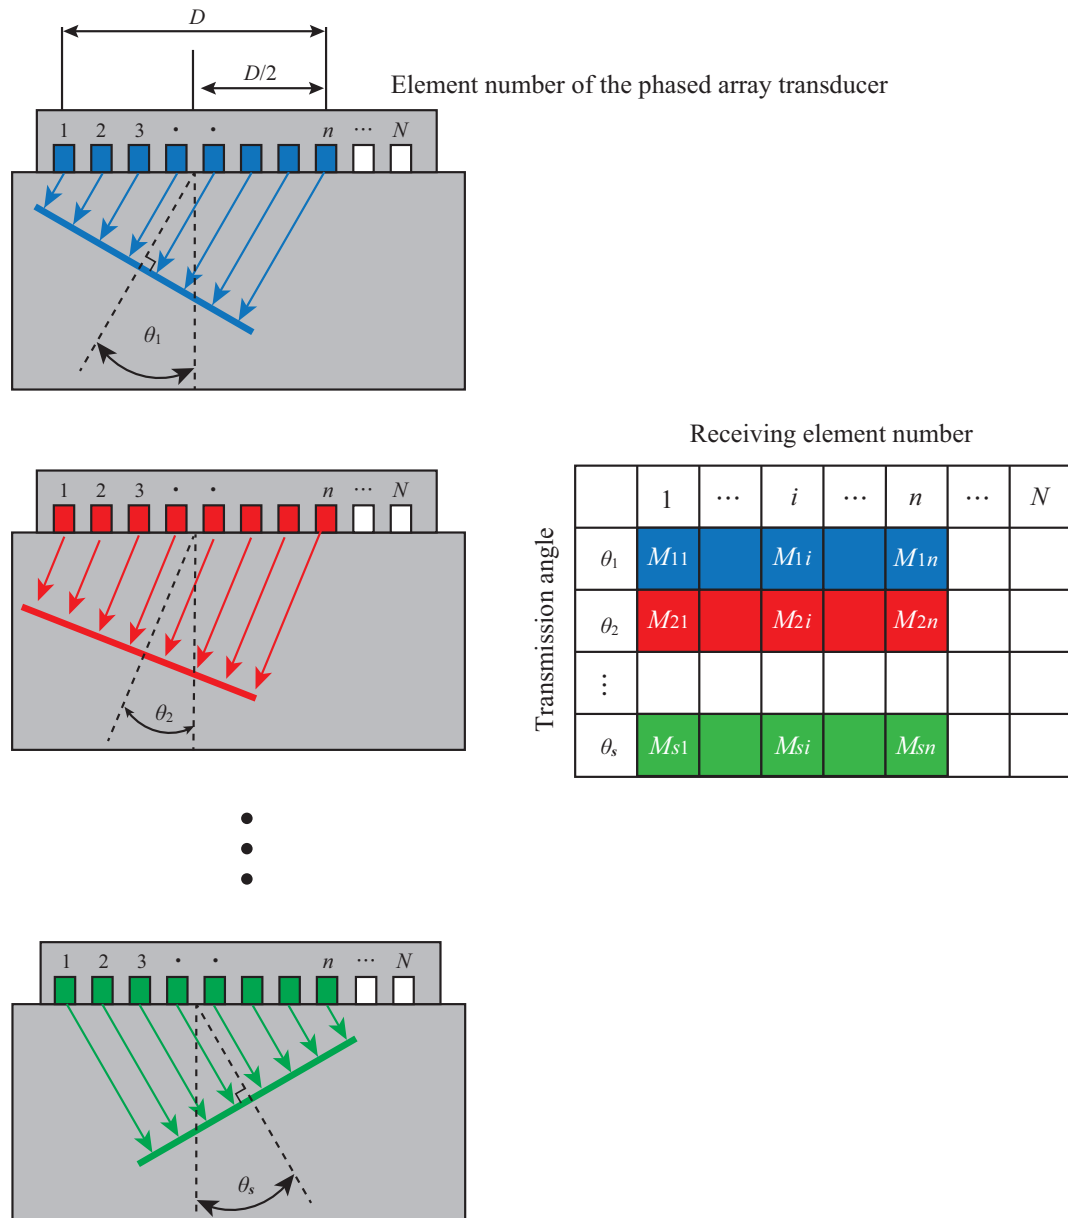 D
D/2
Element number of the phased array transducer
1 2 3 · · n ··· N
θ1
1 2 3 · · n ··· N
θ2
Receiving element number
Transmission angle
1 ··· i ··· n ··· N
θ1 M11 M1i M1n
θ2 M21 M2i M2n
⋮
θs Ms1 Msi Msn
1 2 3 · · n ··· N
θs